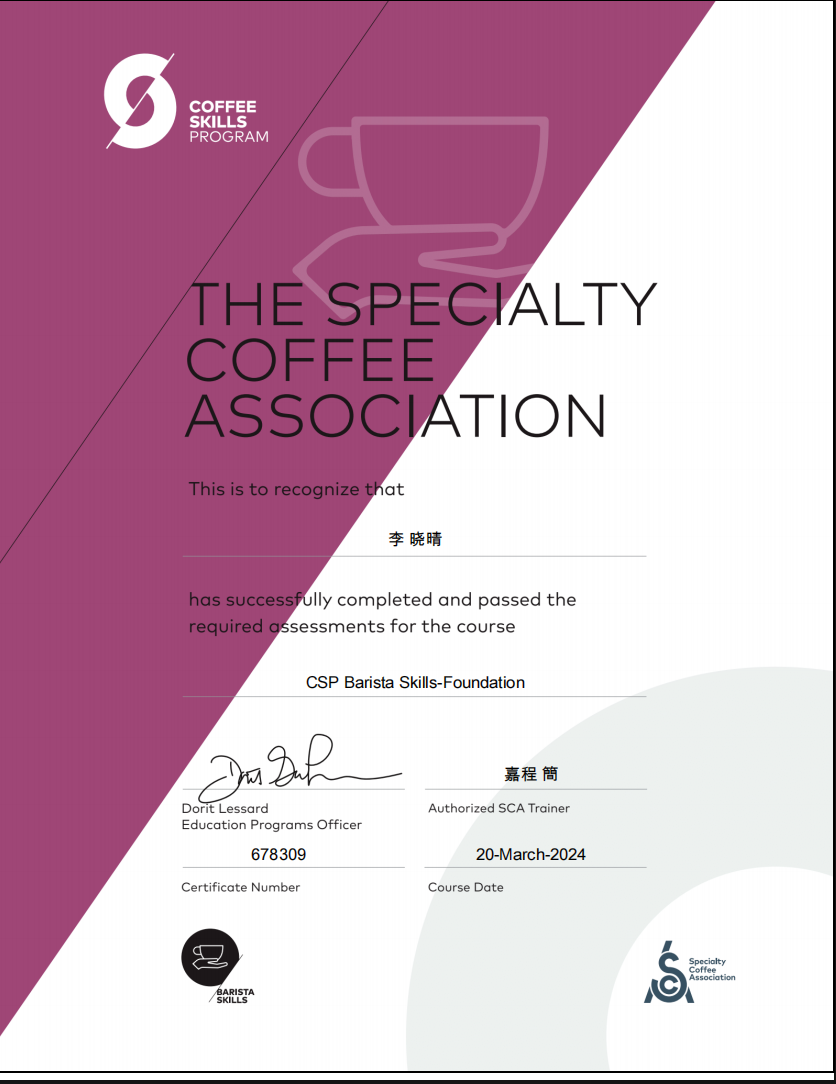 COFFEE
SKILLS
PROGRAM
THE SPECIALTY
COFFEE
ASSOCIATION
This is to recognize that
李 晓晴
has successfully completed and passed the
required assessments for the course
CSP Barista Skills-Foundation
嘉程 簡
Dorit Lessard
Education Programs Officer
Authorized SCA Trainer
678309
20-March-2024
Certificate Number
Course Date
BARISTA
SKILLS
Specialty
Coffee
Association